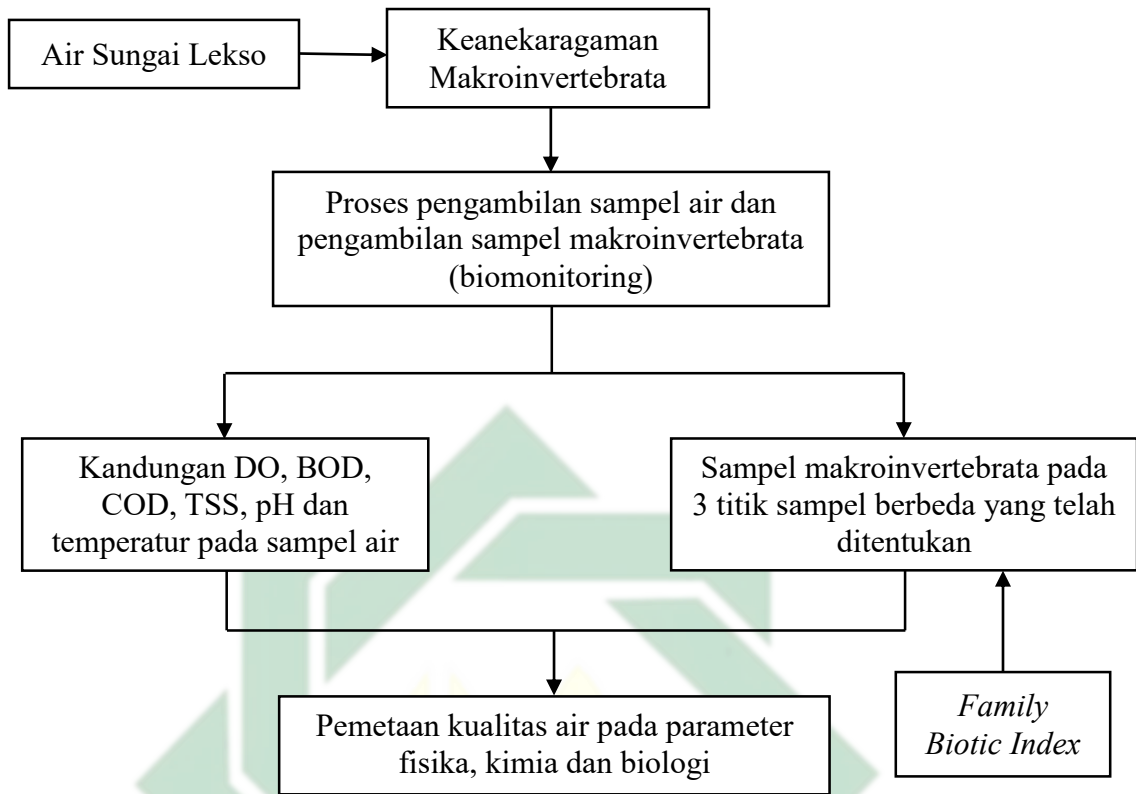 Air Sungai Lekso
Keanekaragaman
Makroinvertebrata
Proses pengambilan sampel air dan
pengambilan sampel makroinvertebrata
(biomonitoring)
Kandungan DO, BOD,
COD, TSS, pH dan
temperatur pada sampel air
Sampel makroinvertebrata pada
3 titik sampel berbeda yang telah
ditentukan
Pemetaan kualitas air pada parameter
fisika, kimia dan biologi
Family
Biotic Index